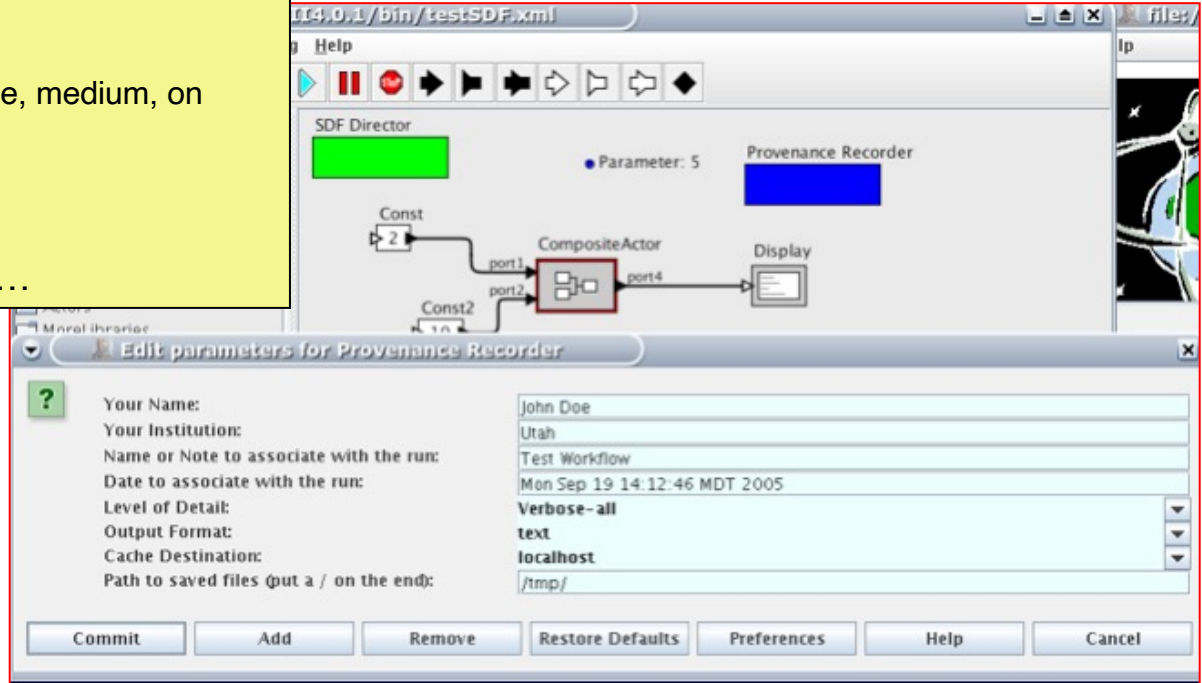 II4.0.1/bin/testSDF.xml
file:/
g Help
lp
e, medium, on
…
STOP
SDF Director
Parameter: 5
Provenance Recorder
Const
2
CompositeActor
Display
port1
port4
port2
Const2
10
Actors
MoreLibraries
Edit parameters for Provenance Recorder
?
Your Name: John Doe
Your Institution: Utah
Name or Note to associate with the run: Test Workflow
Date to associate with the run: Mon Sep 19 14:12:46 MDT 2005
Level of Detail: Verbose-all
Output Format: text
Cache Destination: localhost
Path to saved files (put a / on the end): /tmp/
Commit Add Remove Restore Defaults Preferences Help Cancel